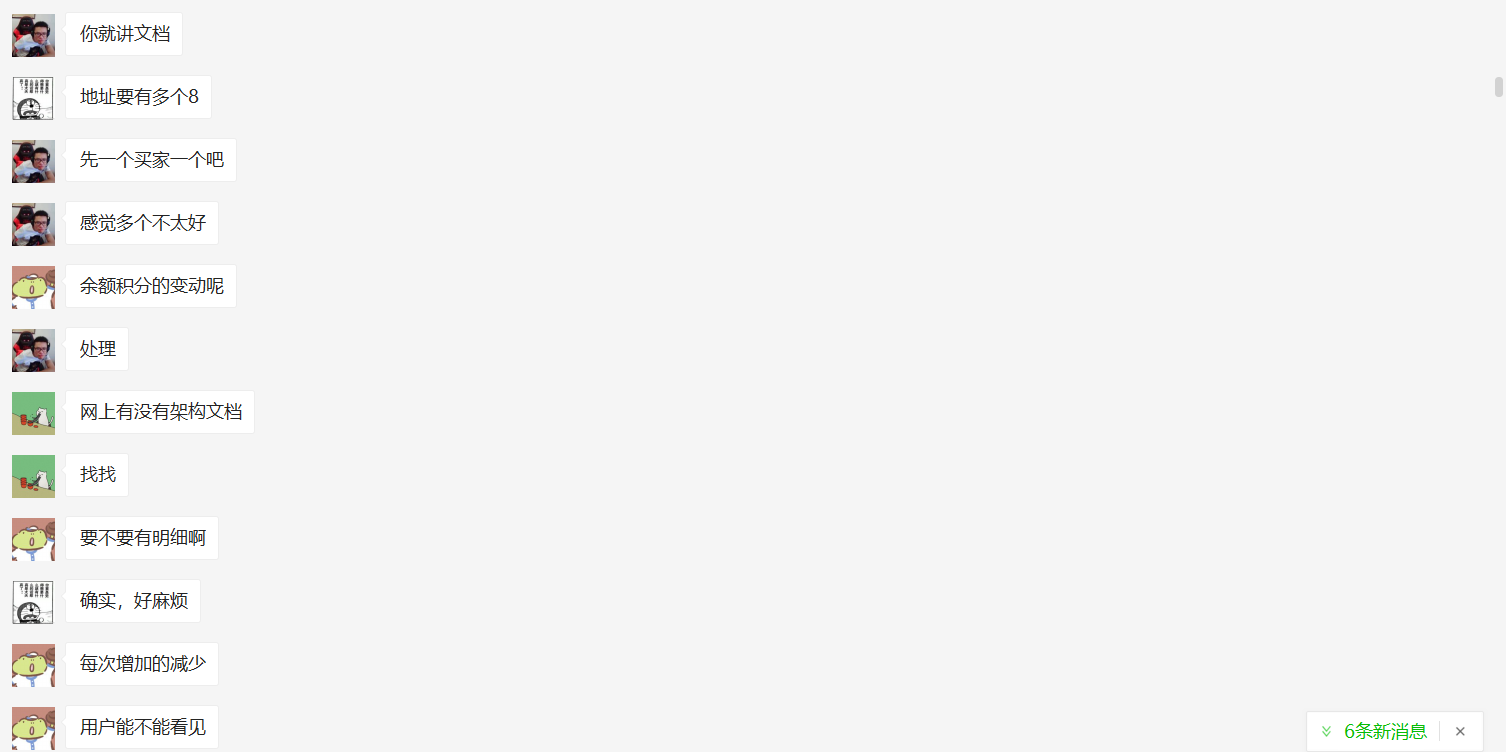 你就讲文档
地址要有多个8
先一个买家一个吧
感觉多个不太好
余额积分的变动呢
处理
网上有没有架构文档
找找
要不要有明细啊
确实，好麻烦
每次增加的减少
用户能不能看见
6条新消息